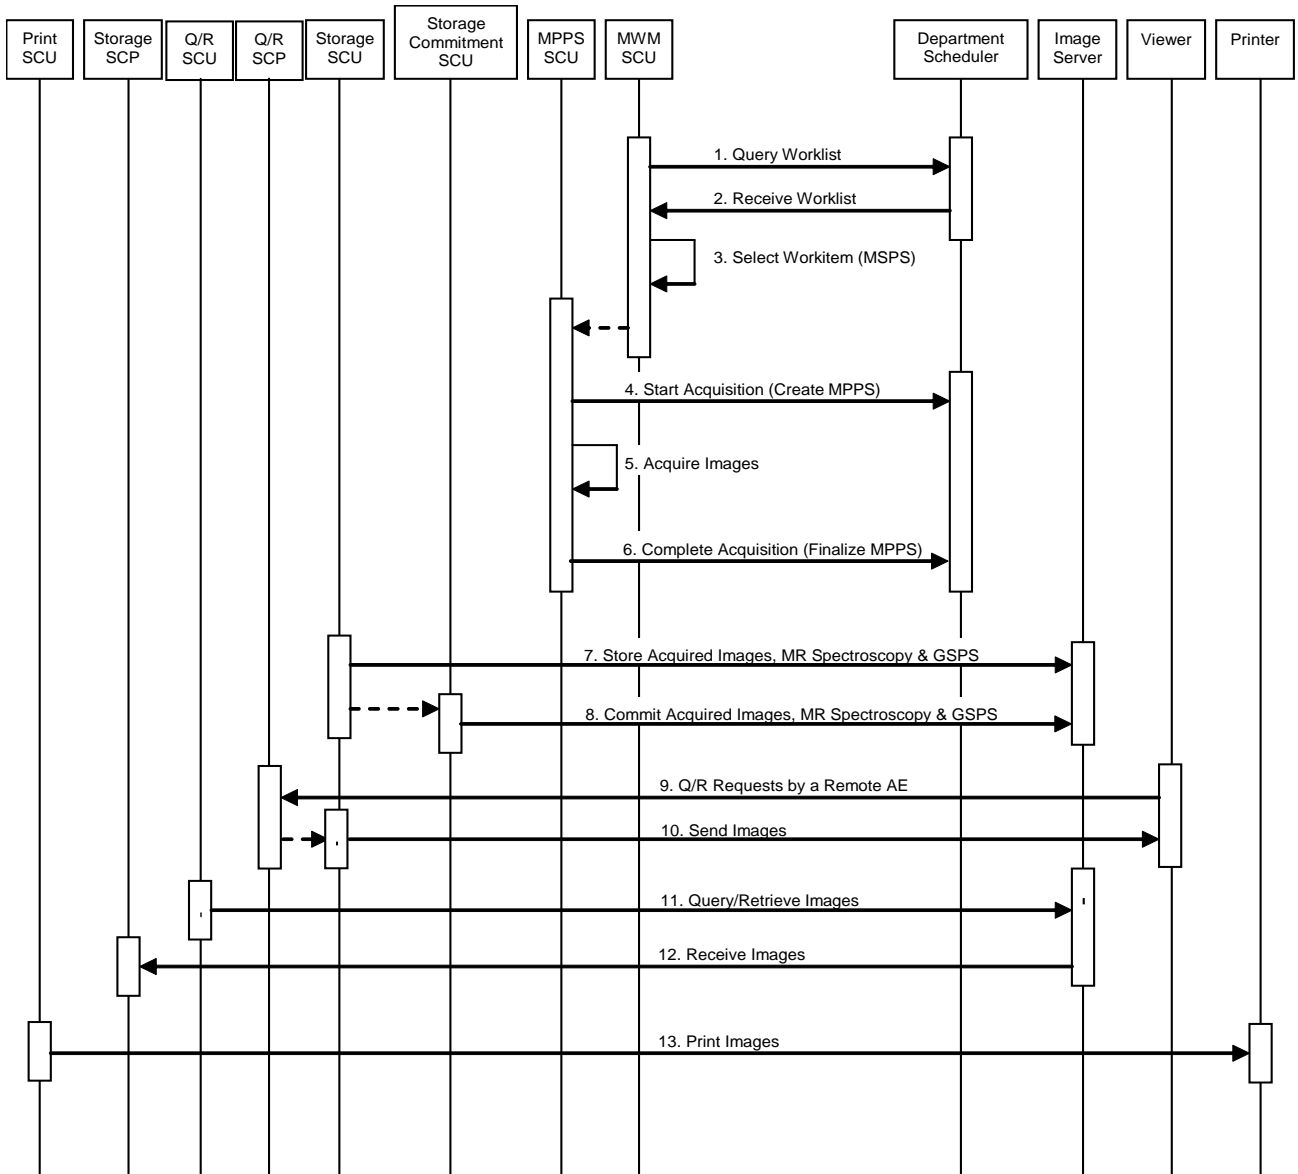 Print
SCU
Storage
SCP
Q/R
SCU
Q/R
SCP
Storage
SCU
Storage
Commitment
SCU
MPPS
SCU
MWM
SCU
Department
Scheduler
Image
Server
Viewer
Printer
1. Query Worklist
2. Receive Worklist
3. Select Workitem (MSPS)
4. Start Acquisition (Create MPPS)
5. Acquire Images
6. Complete Acquisition (Finalize MPPS)
7. Store Acquired Images, MR Spectroscopy & GSPS
8. Commit Acquired Images, MR Spectroscopy & GSPS
9. Q/R Requests by a Remote AE
10. Send Images
11. Query/Retrieve Images
12. Receive Images
13. Print Images